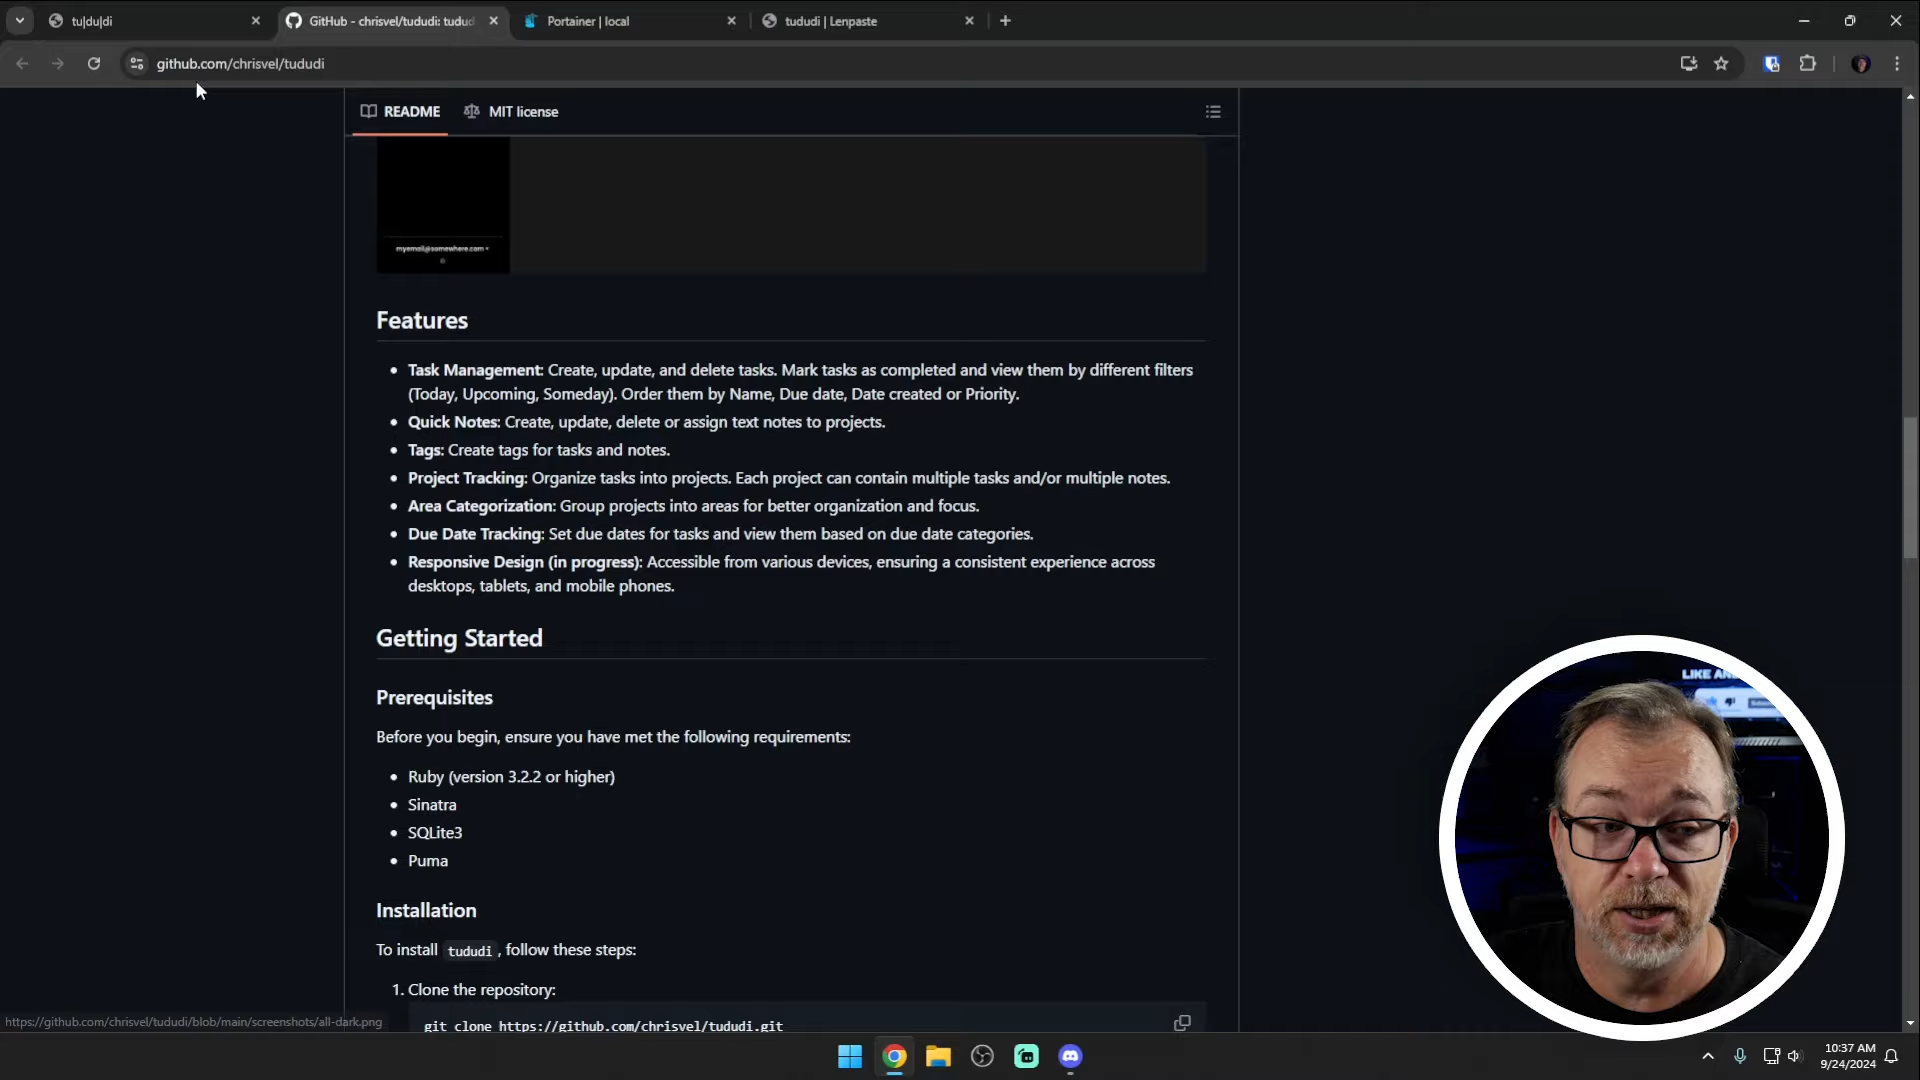 tu|du|di
GitHub - chrisvel/tududi: tudud
Portainer | local
tududi | Lenpaste
github.com/chrisvel/tududi
README
MIT license
myemail@somewhere.com
Features
• Task Management: Create, update, and delete tasks. Mark tasks as completed and view them by different filters
(Today, Upcoming, Someday). Order them by Name, Due date, Date created or Priority.
• Quick Notes: Create, update, delete or assign text notes to projects.
• Tags: Create tags for tasks and notes.
• Project Tracking: Organize tasks into projects. Each project can contain multiple tasks and/or multiple notes.
• Area Categorization: Group projects into areas for better organization and focus.
• Due Date Tracking: Set due dates for tasks and view them based on due date categories.
• Responsive Design (in progress): Accessible from various devices, ensuring a consistent experience across
desktops, tablets, and mobile phones.
Getting Started
Prerequisites
Before you begin, ensure you have met the following requirements:
• Ruby (version 3.2.2 or higher)
• Sinatra
• SQLite3
• Puma
Installation
To install tududi, follow these steps:
1. Clone the repository:
git clone https://github.com/chrisvel/tududi.git
https://github.com/chrisvel/tududi/blob/main/screenshots/all-dark.png
LIKE AN
10:37 AM
9/24/2024